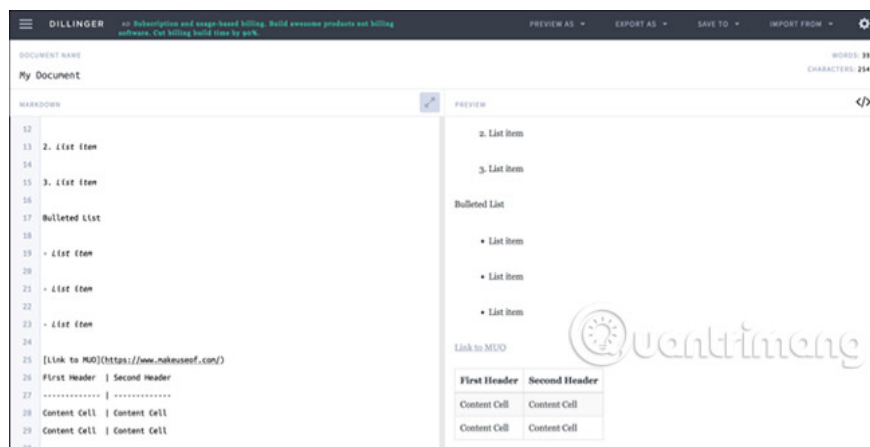 DILLINGER
AD: Subscription and usage-based billing. Build awesome products not billing
software. Cut billing build time by 90%.
PREVIEW AS
EXPORT AS
SAVE TO
IMPORT FROM
DOCUMENT NAME
My Document
WORDS: 39
CHARACTERS: 254
MARKDOWN
12
13 2. List item
14
15 3. List item
16
17 Bulleted List
18
19 - List item
20
21 - List item
22
23 - List item
24
25 [Link to MUO](https://www.makeuseof.com/)
26 First Header | Second Header
27 ------------- | -------------
28 Content Cell | Content Cell
29 Content Cell | Content Cell
PREVIEW
</>
2. List item
3. List item
Bulleted List
• List item
• List item
• List item
Link to MUO
First Header Second Header
Content Cell Content Cell
Content Cell Content Cell
Quantrimang